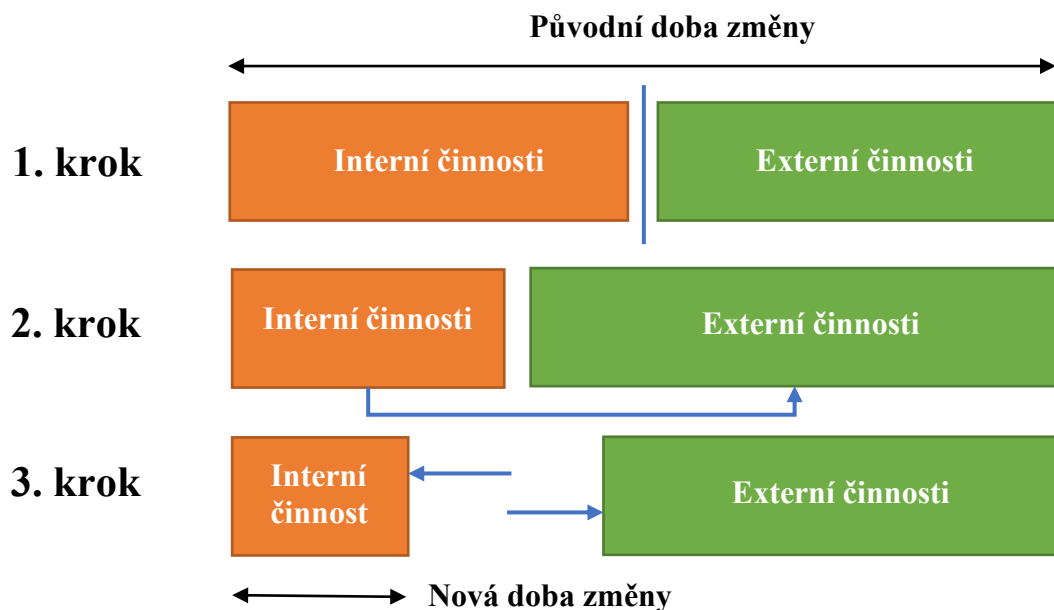 Původní doba změny
1. krok
Interní činnosti
Externí činnosti
2. krok
Interní činnosti
Externí činnosti
3. krok
Interní
činnost
Externí činnosti
Nová doba změny